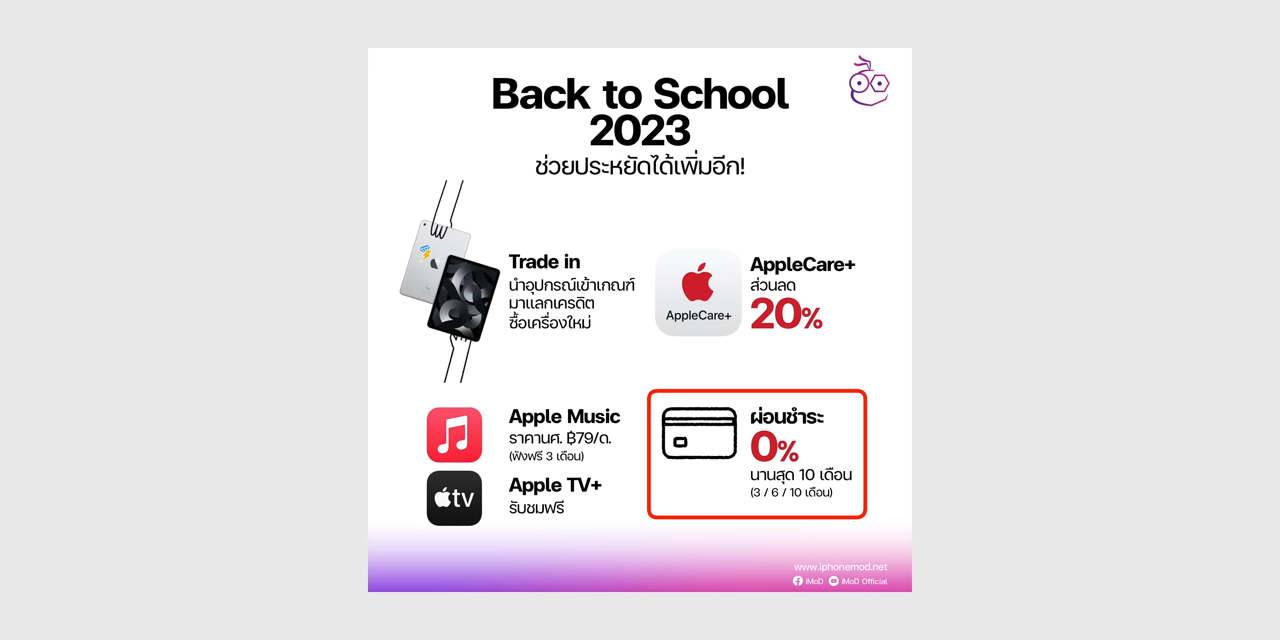 Back to School
2023
ช่วยประหยัดได้เพิ่มอีก!
Trade in
นำอุปกรณ์เข้าเกณฑ์
มาแลกเครดิต
ซื้อเครื่องใหม่
AppleCare+
AppleCare+
ส่วนลด
20%
Apple Music
ราคานศ. ฿79/ด.
(ฟังฟรี 3 เดือน)
tv
Apple TV+
รับชมฟรี
ผ่อนชำระ
0%
นานสุด 10 เดือน
(3 / 6 / 10 เดือน)
www.iphonemod.net
iMoD iMoD Official